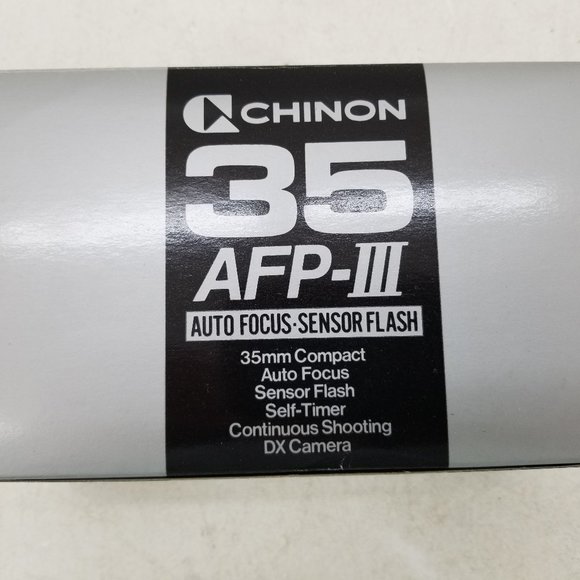 CHINON
35
AFP-III
AUTO FOCUS·SENSOR FLASH
35mm Compact
Auto Focus
Sensor Flash
Self-Timer
Continuous Shooting
DX Camera